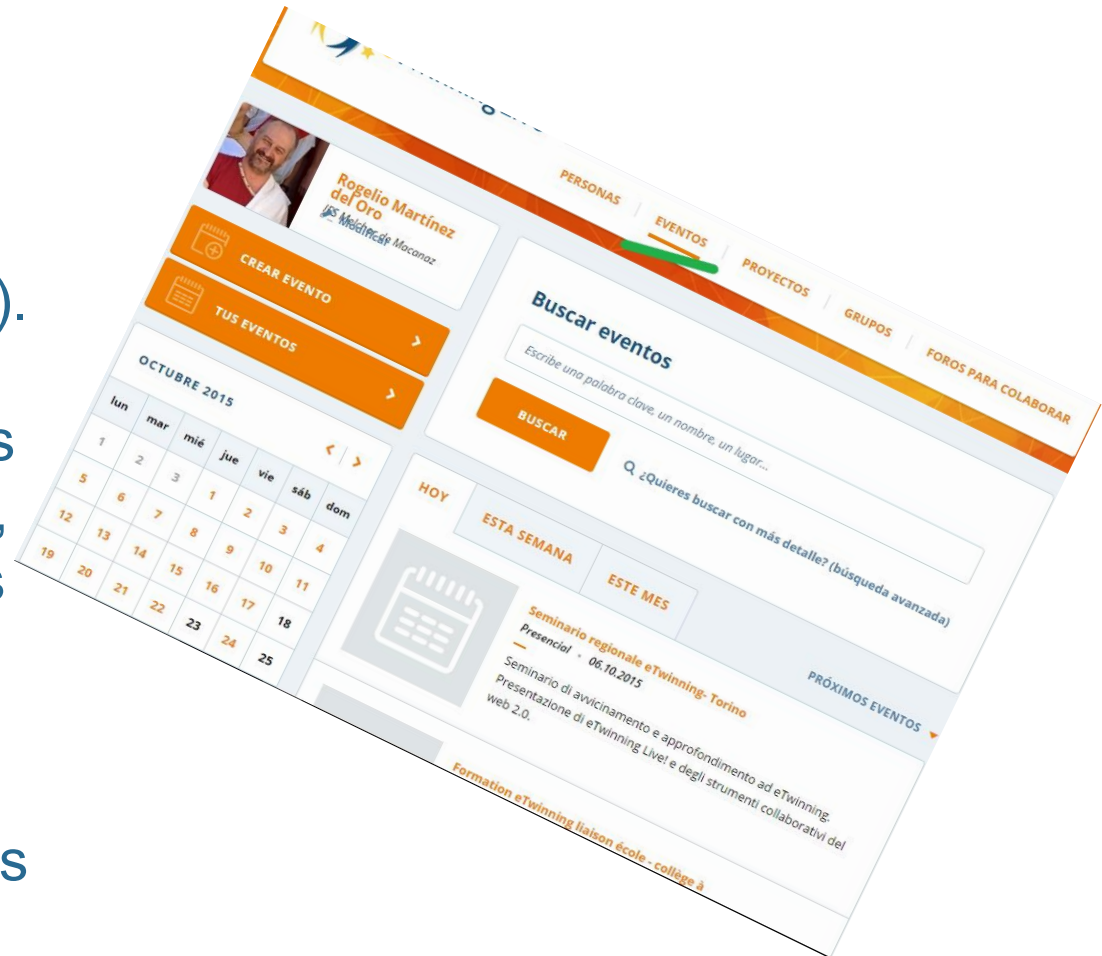 ).
s
,
s
s
PERSONAS
EVENTOS
PROYECTOS
GRUPOS
FOROS PARA COLABORAR
Rogelio Martínez
del Oro
IES Melchor de Macanaz
Modificar
CREAR EVENTO
TUS EVENTOS
OCTUBRE 2015
lun mar mié jue vie sáb dom
1 2 3 1 2 3 4
5 6 7 8 9 10 11
12 13 14 15 16 17 18
19 20 21 22 23 24 25
Buscar eventos
Escribe una palabra clave, un nombre, un lugar...
BUSCAR
¿Quieres buscar con más detalle? (búsqueda avanzada)
HOY
ESTA SEMANA
ESTE MES
PRÓXIMOS EVENTOS
Seminario regionale eTwinning- Torino
Presencial • 06.10.2015
Seminario di avvicinamento e approfondimento ad eTwinning.
Presentazione di eTwinning Live! e degli strumenti collaborativi del
web 2.0.
Formation eTwinning liaison école - collège à